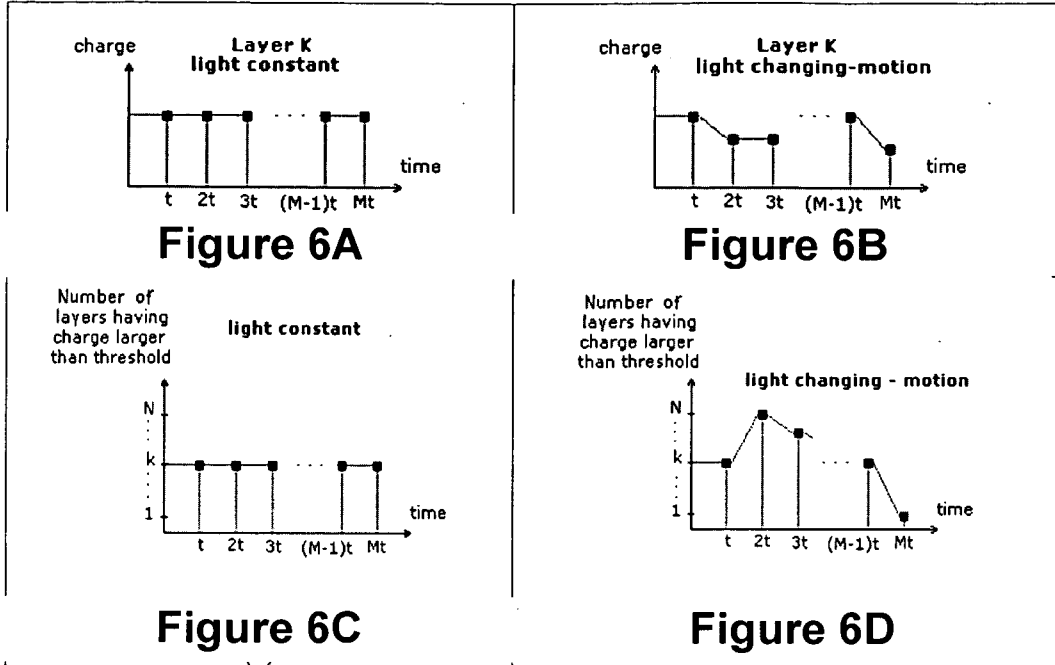 charge
Layer K
light constant
time
t 2t 3t (M-1)t Mt
Figure 6A
charge
Layer K
light changing-motion
. . . .
time
t 2t 3t (M-1)t Mt
Figure 6B
Number of
layers having
charge larger
than threshold
light constant
N
k
1
time
t 2t 3t (M-1)t Mt
Figure 6C
Number of
layers having
charge larger
than threshold
light changing - motion
N
k
1
time
t 2t 3t (M-1)t Mt
Figure 6D